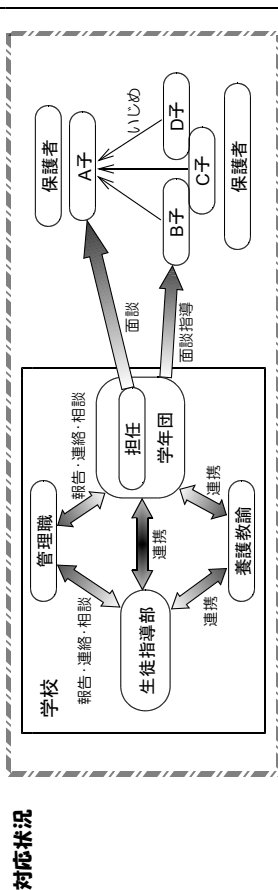 対応状況
学校
管理職
報告・連絡・相談
報告・連絡・相談
生徒指導部
連携
担任
学年団
連携
連携
養護教諭
面談
面談指導
保護者
A子
いじめ
B子
C子
D子
保護者